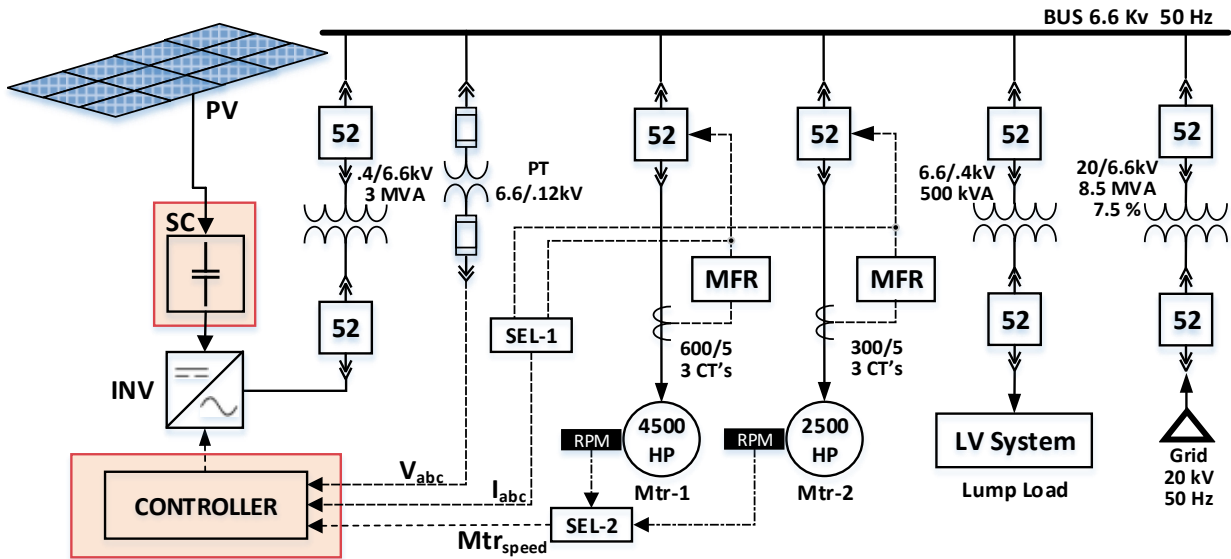 BUS 6.6 Kv 50 Hz
PV
52
.4/6.6kV
3 MVA
52
PT
6.6/.12kV
52
52
6.6/.4kV
500 kVA
52
20/6.6kV
8.5 MVA
7.5 %
52
SC
INV
52
SEL-1
MFR
600/5
3 CT's
MFR
300/5
3 CT's
52
52
RPM
4500
HP
Mtr-1
RPM
2500
HP
Mtr-2
LV System
Lump Load
Grid
20 kV
50 Hz
CONTROLLER
Vabc
Iabc
Mtrspeed
SEL-2